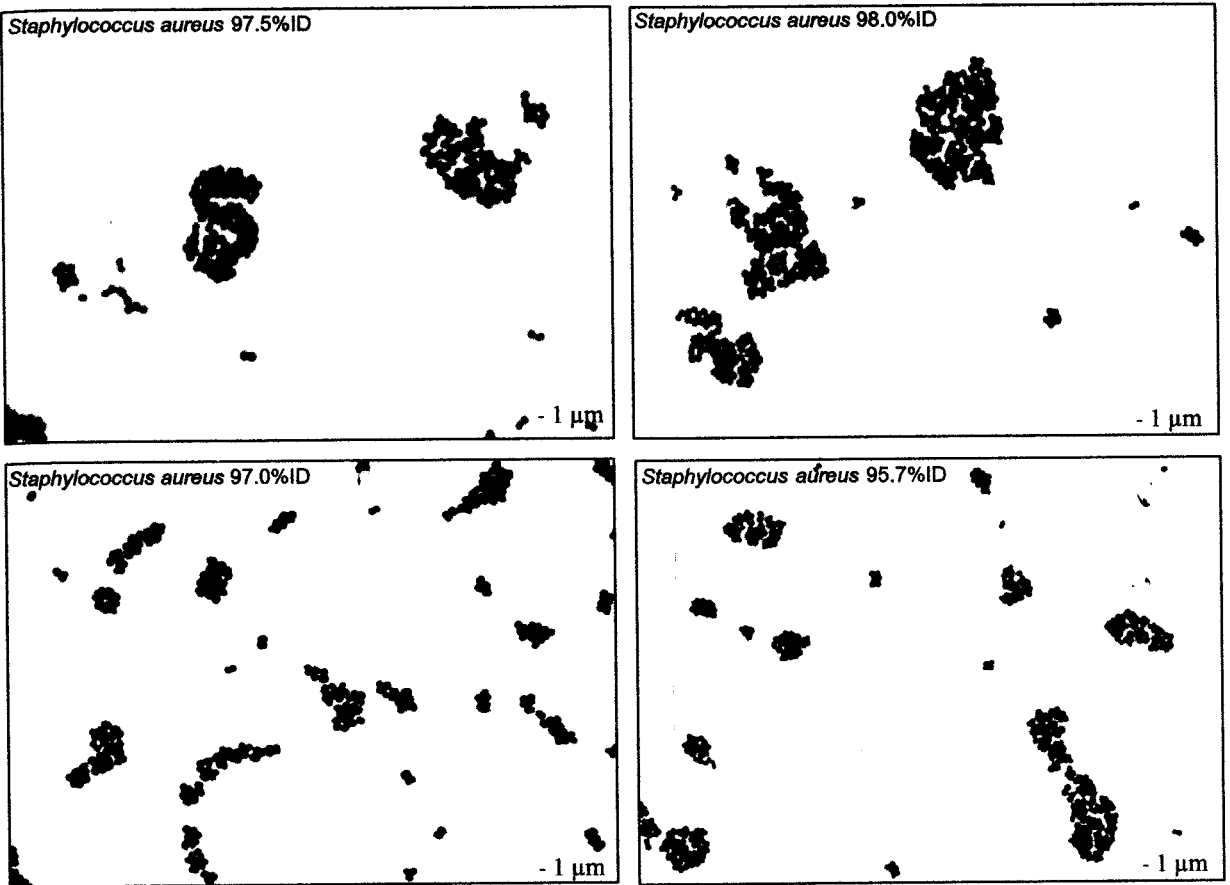 Staphylococcus aureus 97.5%ID
- 1 µm
Staphylococcus aureus 98.0%ID
- 1 µm
Staphylococcus aureus 97.0%ID
- 1 µm
Staphylococcus aureus 95.7%ID
- 1 µm